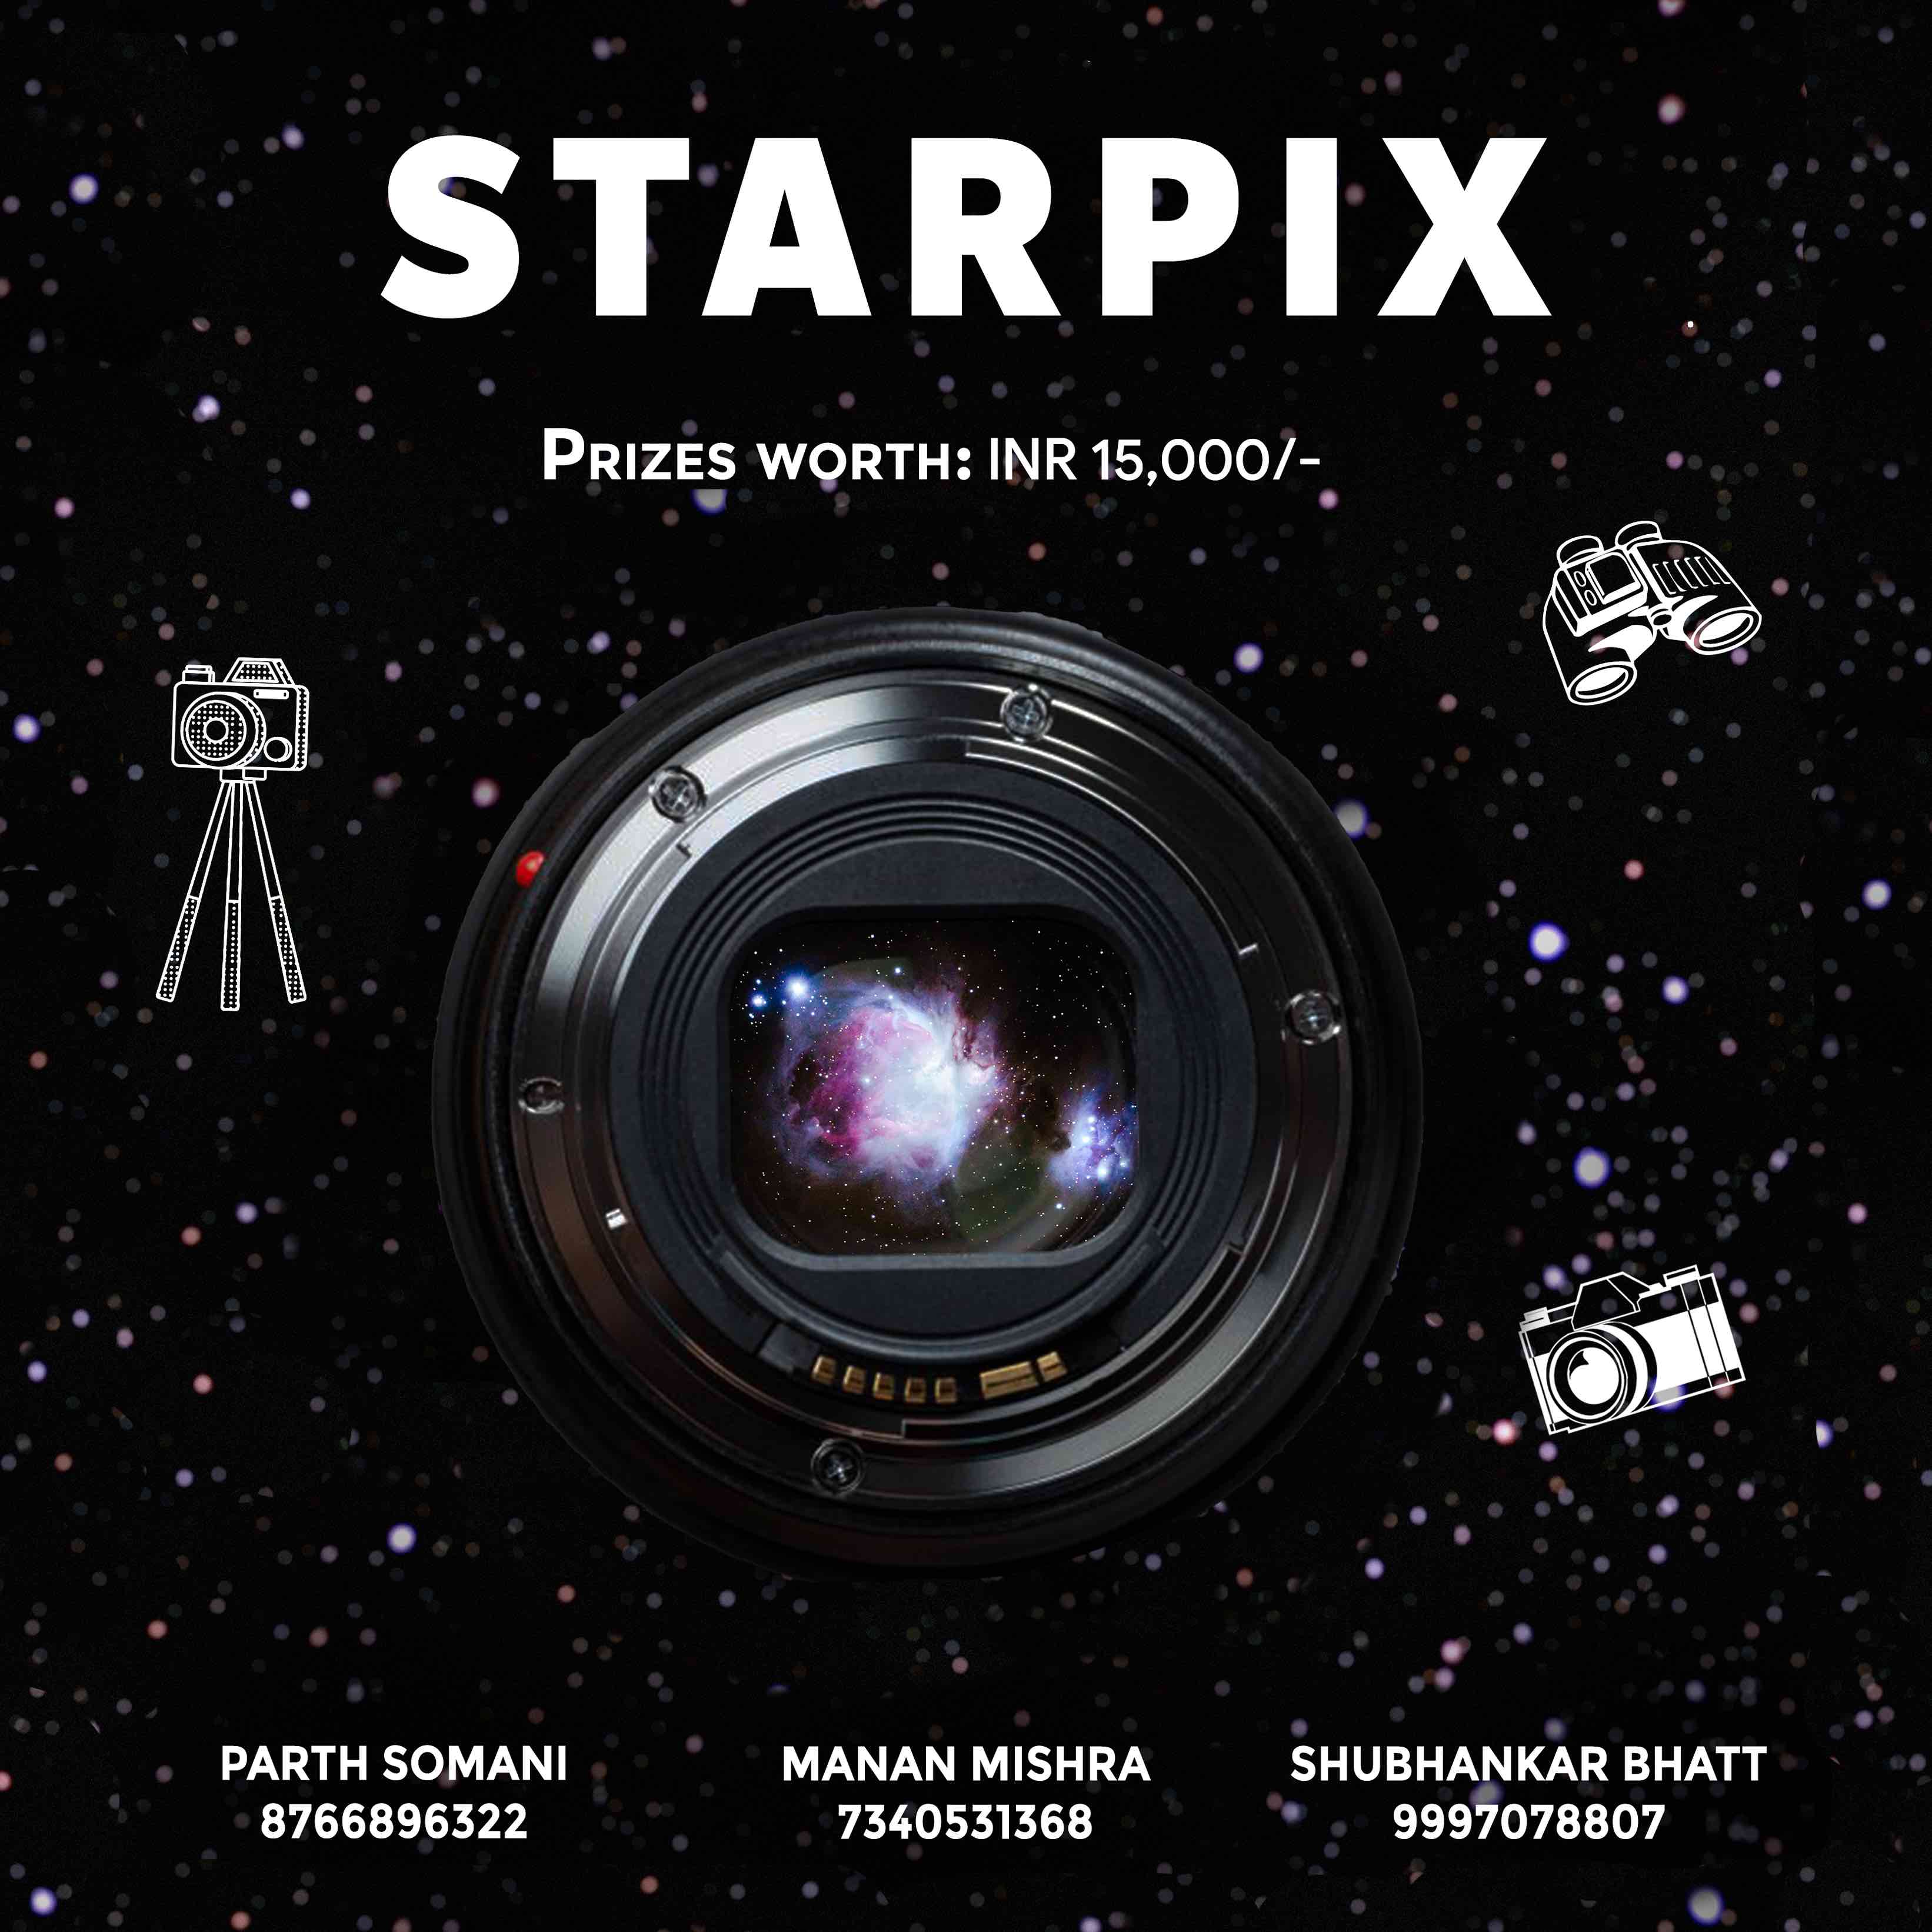 STARPIX
PRIZES WORTH: INR 15,000/-
PARTH SOMANI
8766896322
MANAN MISHRA
7340531368
SHUBHANKAR BHATT
9997078807